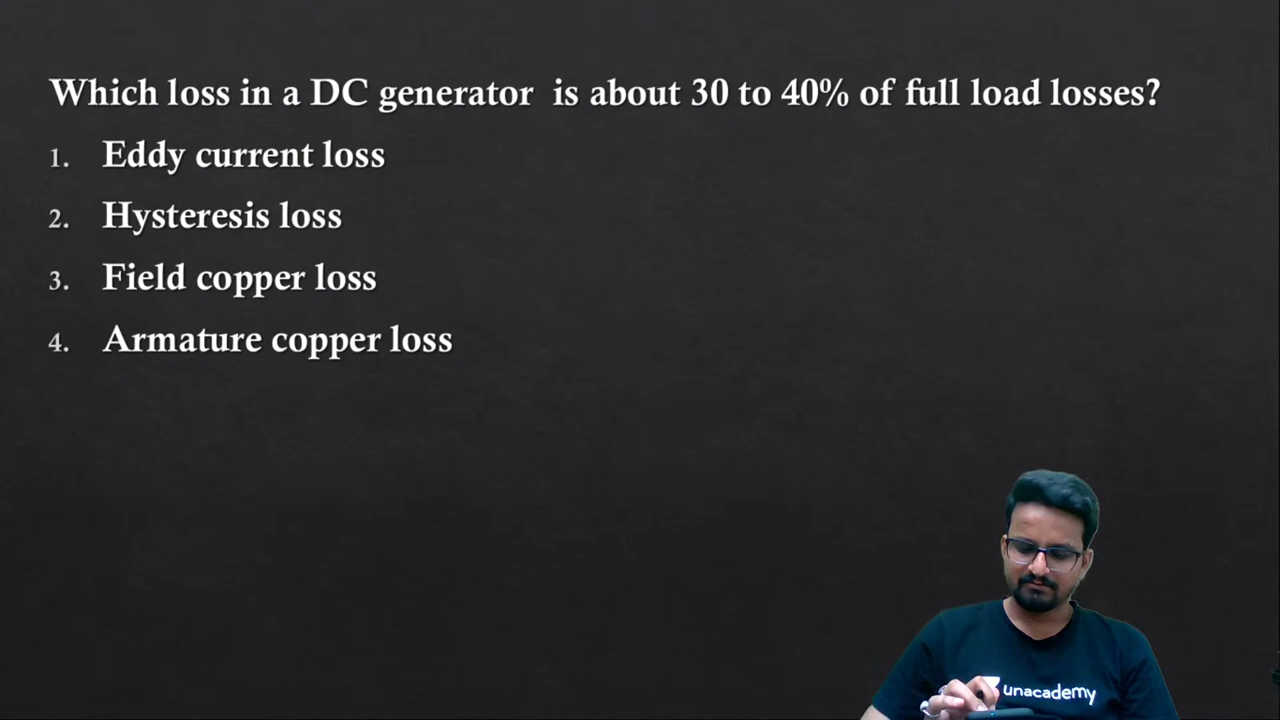 Which loss in a DC generator is about 30 to 40% of full load losses?
1. Eddy current loss
2. Hysteresis loss
3. Field copper loss
4. Armature copper loss
unacademy